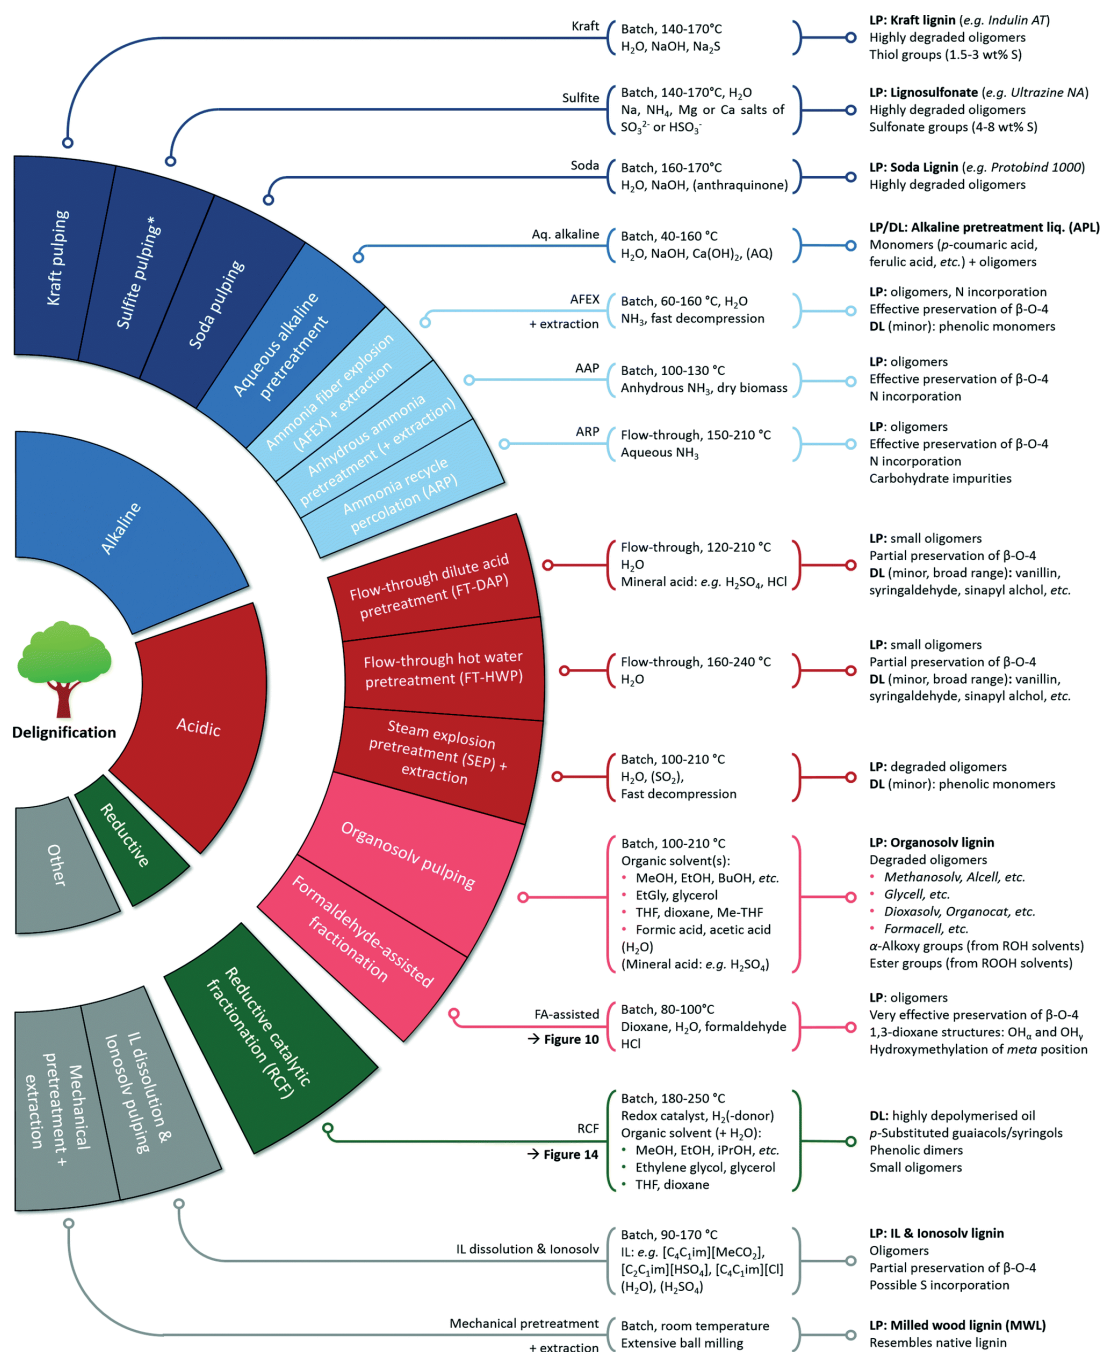 Kraft
Batch, 140-170°C
H₂O, NaOH, Na₂S
LP: Kraft lignin (e.g. Indulin AT)
Highly degraded oligomers
Thiol groups (1.5-3 wt% S)
Sulfite
Batch, 140-170°C, H₂O
Na, NH₄, Mg or Ca salts of
SO₃²⁻ or HSO₃⁻
LP: Lignosulfonate (e.g. Ultrazine NA)
Highly degraded oligomers
Sulfonate groups (4-8 wt% S)
Soda
Batch, 160-170°C
H₂O, NaOH, (anthraquinone)
LP: Soda Lignin (e.g. Protobind 1000)
Highly degraded oligomers
Aq. alkaline
Batch, 40-160 °C
H₂O, NaOH, Ca(OH)₂, (AQ)
LP/DL: Alkaline pretreatment liq. (APL)
Monomers (p-coumaric acid,
ferulic acid, etc.) + oligomers
AFEX
+ extraction
Batch, 60-160 °C, H₂O
NH₃, fast decompression
LP: oligomers, N incorporation
Effective preservation of β-O-4
DL (minor): phenolic monomers
AAP
Batch, 100-130 °C
Anhydrous NH₃, dry biomass
LP: oligomers
Effective preservation of β-O-4
N incorporation
ARP
Flow-through, 150-210 °C
Aqueous NH₃
LP: oligomers
Effective preservation of β-O-4
N incorporation
Carbohydrate impurities
Flow-through, 120-210 °C
H₂O
Mineral acid: e.g. H₂SO₄, HCl
LP: small oligomers
Partial preservation of β-O-4
DL (minor, broad range): vanillin,
syringaldehyde, sinapyl alchol, etc.
Flow-through, 160-240 °C
H₂O
LP: small oligomers
Partial preservation of β-O-4
DL (minor, broad range): vanillin,
syringaldehyde, sinapyl alchol, etc.
Batch, 100-210 °C
H₂O, (SO₂),
Fast decompression
LP: degraded oligomers
DL (minor): phenolic monomers
Batch, 100-210 °C
Organic solvent(s):
• MeOH, EtOH, BuOH, etc.
• EtGly, glycerol
• THF, dioxane, Me-THF
• Formic acid, acetic acid
(H₂O)
(Mineral acid: e.g. H₂SO₄)
LP: Organosolv lignin
Degraded oligomers
• Methanosolv, Alcell, etc.
• Glycell, etc.
• Dioxasolv, Organocat, etc.
• Formacell, etc.
α-Alkoxy groups (from ROH solvents)
Ester groups (from ROOH solvents)
FA-assisted
→ Figure 10
Batch, 80-100°C
Dioxane, H₂O, formaldehyde
HCl
LP: oligomers
Very effective preservation of β-O-4
1,3-dioxane structures: OHα and OHγ
Hydroxymethylation of meta position
RCF
→ Figure 14
Batch, 180-250 °C
Redox catalyst, H₂(-donor)
Organic solvent (+ H₂O):
• MeOH, EtOH, iPrOH, etc.
• Ethylene glycol, glycerol
• THF, dioxane
DL: highly depolymerised oil
p-Substituted guaiacols/syringols
Phenolic dimers
Small oligomers
IL dissolution & Ionosolv
Batch, 90-170 °C
IL: e.g. [C₄C₁im][MeCO₂],
[C₂C₁im][HSO₄], [C₄C₁im][Cl]
(H₂O), (H₂SO₄)
LP: IL & Ionosolv lignin
Oligomers
Partial preservation of β-O-4
Possible S incorporation
Mechanical pretreatment
+ extraction
Batch, room temperature
Extensive ball milling
LP: Milled wood lignin (MWL)
Resembles native lignin
Kraft pulping
Sulfite pulping*
Soda pulping
Aqueous alkaline
pretreatment
Ammonia fiber explosion
(AFEX) + extraction
Anhydrous ammonia
pretreatment (+ extraction)
Ammonia recycle
percolation (ARP)
Flow-through dilute acid
pretreatment (FT-DAP)
Flow-through hot water
pretreatment (FT-HWP)
Steam explosion
pretreatment (SEP) +
extraction
Organosolv pulping
Formaldehyde-assisted
fractionation
Reductive catalytic
fractionation (RCF)
IL dissolution &
Ionosolv pulping
Mechanical
pretreatment +
extraction
Alkaline
Acidic
Reductive
Other
Delignification